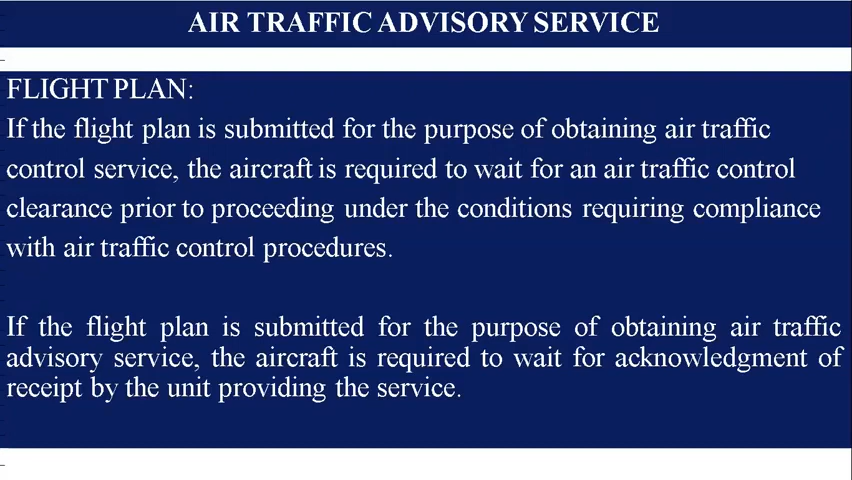 AIR TRAFFIC ADVISORY SERVICE
FLIGHT PLAN:
If the flight plan is submitted for the purpose of obtaining air traffic
control service, the aircraft is required to wait for an air traffic control
clearance prior to proceeding under the conditions requiring compliance
with air traffic control procedures.
If the flight plan is submitted for the purpose of obtaining air traffic
advisory service, the aircraft is required to wait for acknowledgment of
receipt by the unit providing the service.